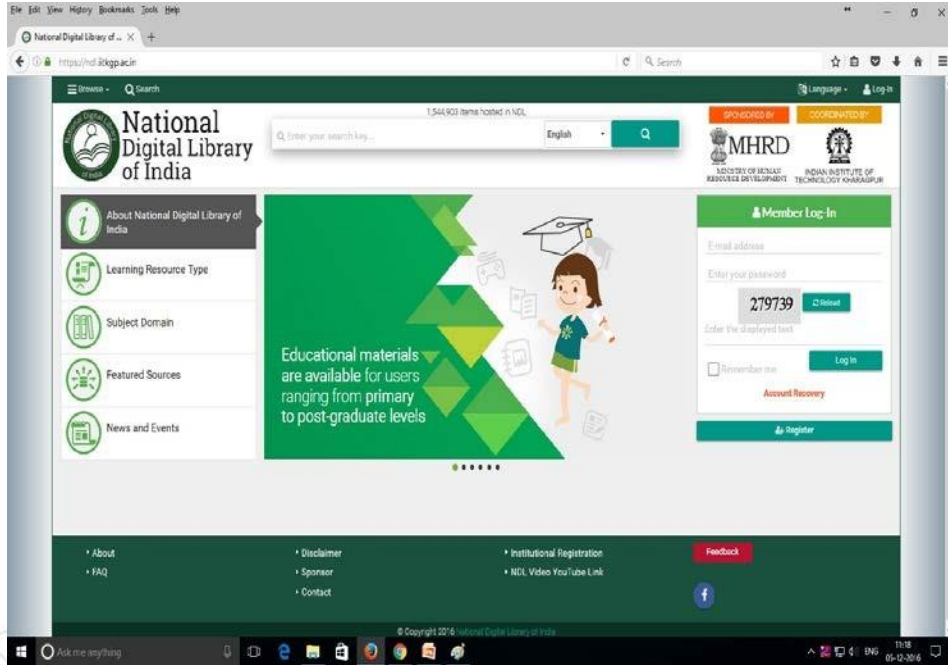 File Edit View History Bookmarks Tools Help
National Digital Library of ...
https://ndl.iitkgp.ac.in
Search
Browse
Search
Language
Log-in
National
Digital Library
of India
1,544,903 items hosted in NDL
Enter your search key...
English
SPONSORED BY
COORDINATED BY
MHRD
MINISTRY OF HUMAN
RESOURCE DEVELOPMENT
INDIAN INSTITUTE OF
TECHNOLOGY KHARAGPUR
About National Digital Library of
India
Learning Resource Type
Subject Domain
Featured Sources
News and Events
Educational materials
are available for users
ranging from primary
to post-graduate levels
Member Log-In
E-mail address
Enter your password
279739
Reload
Enter the displayed text
Remember me
Log In
Account Recovery
Register
About
FAQ
Disclaimer
Sponsor
Contact
Institutional Registration
NDL Video YouTube Link
Feedback
© Copyright 2016 National Digital Library of India
Ask me anything
ENG
11:18
05-12-2016